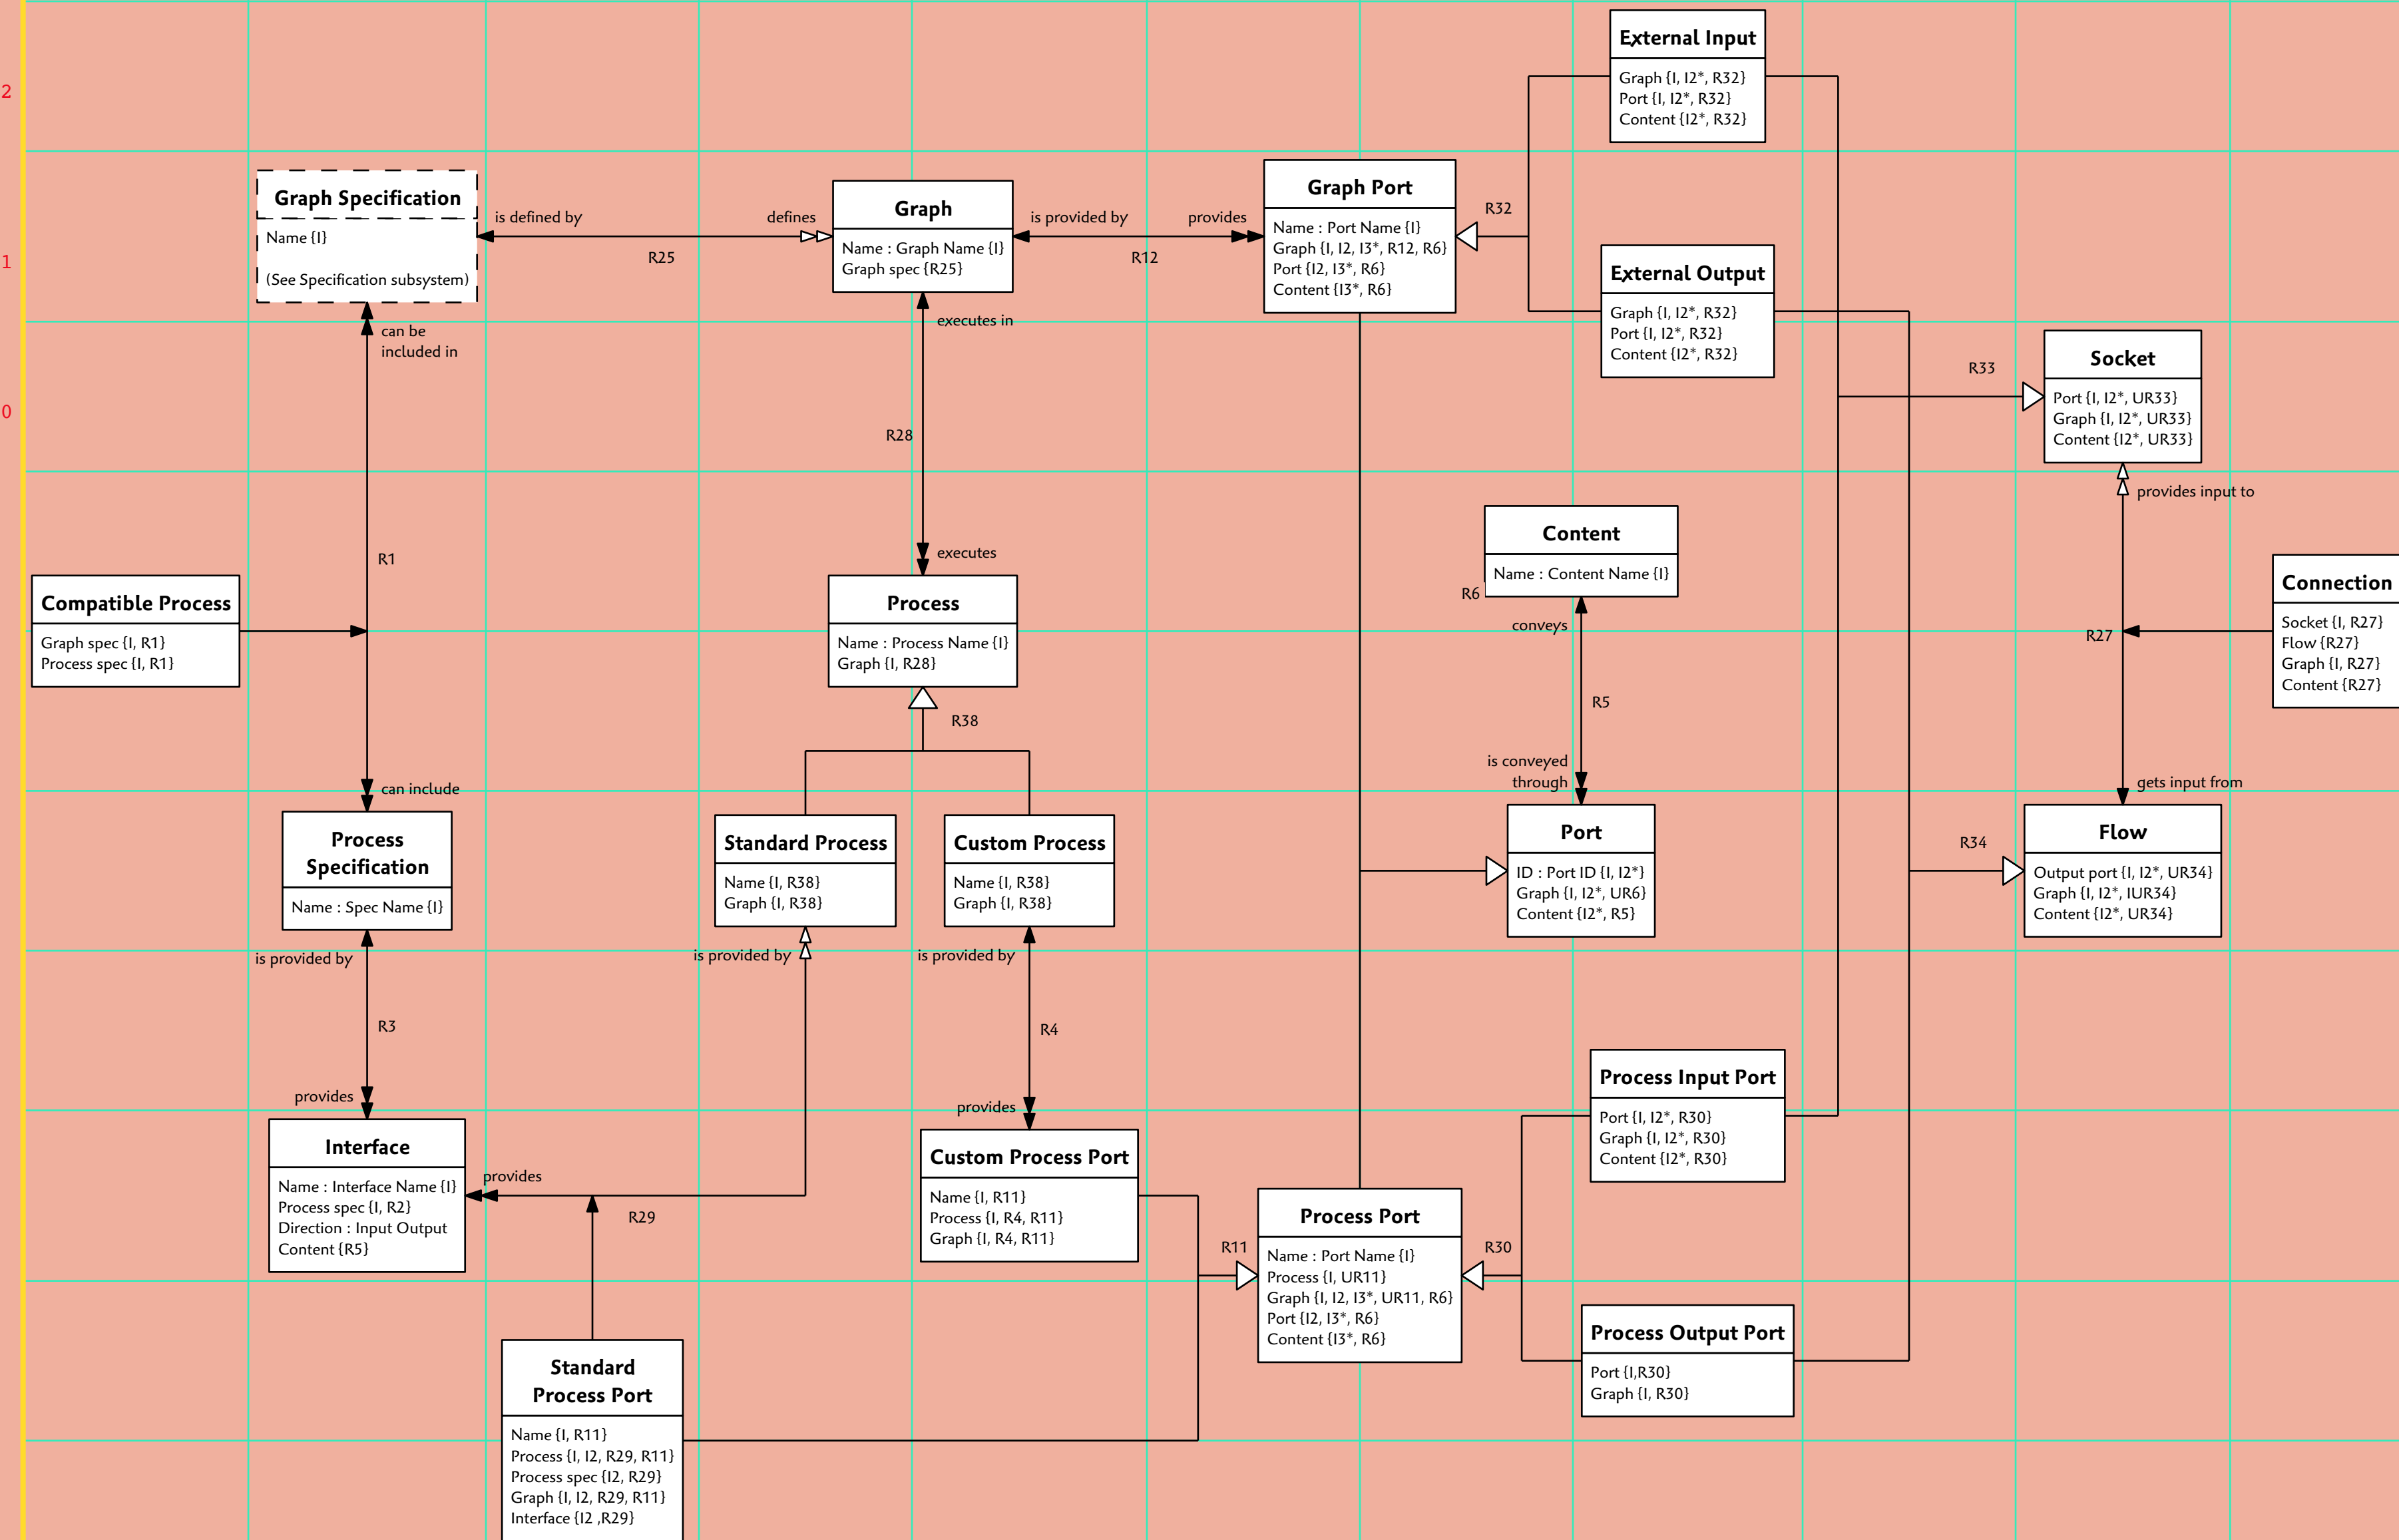 2
1
0
External Input
Graph {I, I2*, R32}
Port {I, I2*, R32}
Content {I2*, R32}
Graph Specification
Name {I}
(See Specification subsystem)
is defined by
defines
R25
Graph
Name : Graph Name {I}
Graph spec {R25}
is provided by
provides
R12
Graph Port
Name : Port Name {I}
Graph {I, I2, I3*, R12, R6}
Port {I2, I3*, R6}
Content {I3*, R6}
R32
External Output
Graph {I, I2*, R32}
Port {I, I2*, R32}
Content {I2*, R32}
can be
included in
executes in
R28
executes
R33
Socket
Port {I, I2*, UR33}
Graph {I, I2*, UR33}
Content {I2*, UR33}
provides input to
R1
Compatible Process
Graph spec {I, R1}
Process spec {I, R1}
Process
Name : Process Name {I}
Graph {I, R28}
R38
Content
Name : Content Name {I}
R6
conveys
R5
is conveyed
through
R27
Connection
Socket {I, R27}
Flow {R27}
Graph {I, R27}
Content {R27}
gets input from
can include
Process
Specification
Name : Spec Name {I}
Standard Process
Name {I, R38}
Graph {I, R38}
Custom Process
Name {I, R38}
Graph {I, R38}
Port
ID : Port ID {I, I2*}
Graph {I, I2*, UR6}
Content {I2*, R5}
R34
Flow
Output port {I, I2*, UR34}
Graph {I, I2*, IUR34}
Content {I2*, UR34}
is provided by
R3
provides
is provided by
is provided by
R4
provides
Interface
Name : Interface Name {I}
Process spec {I, R2}
Direction : Input Output
Content {R5}
provides
R29
Custom Process Port
Name {I, R11}
Process {I, R4, R11}
Graph {I, R4, R11}
R11
Process Port
Name : Port Name {I}
Process {I, UR11}
Graph {I, I2, I3*, UR11, R6}
Port {I2, I3*, R6}
Content {I3*, R6}
R30
Process Input Port
Port {I, I2*, R30}
Graph {I, I2*, R30}
Content {I2*, R30}
Process Output Port
Port {I,R30}
Graph {I, R30}
Standard
Process Port
Name {I, R11}
Process {I, I2, R29, R11}
Process spec {I2, R29}
Graph {I, I2, R29, R11}
Interface {I2 ,R29}